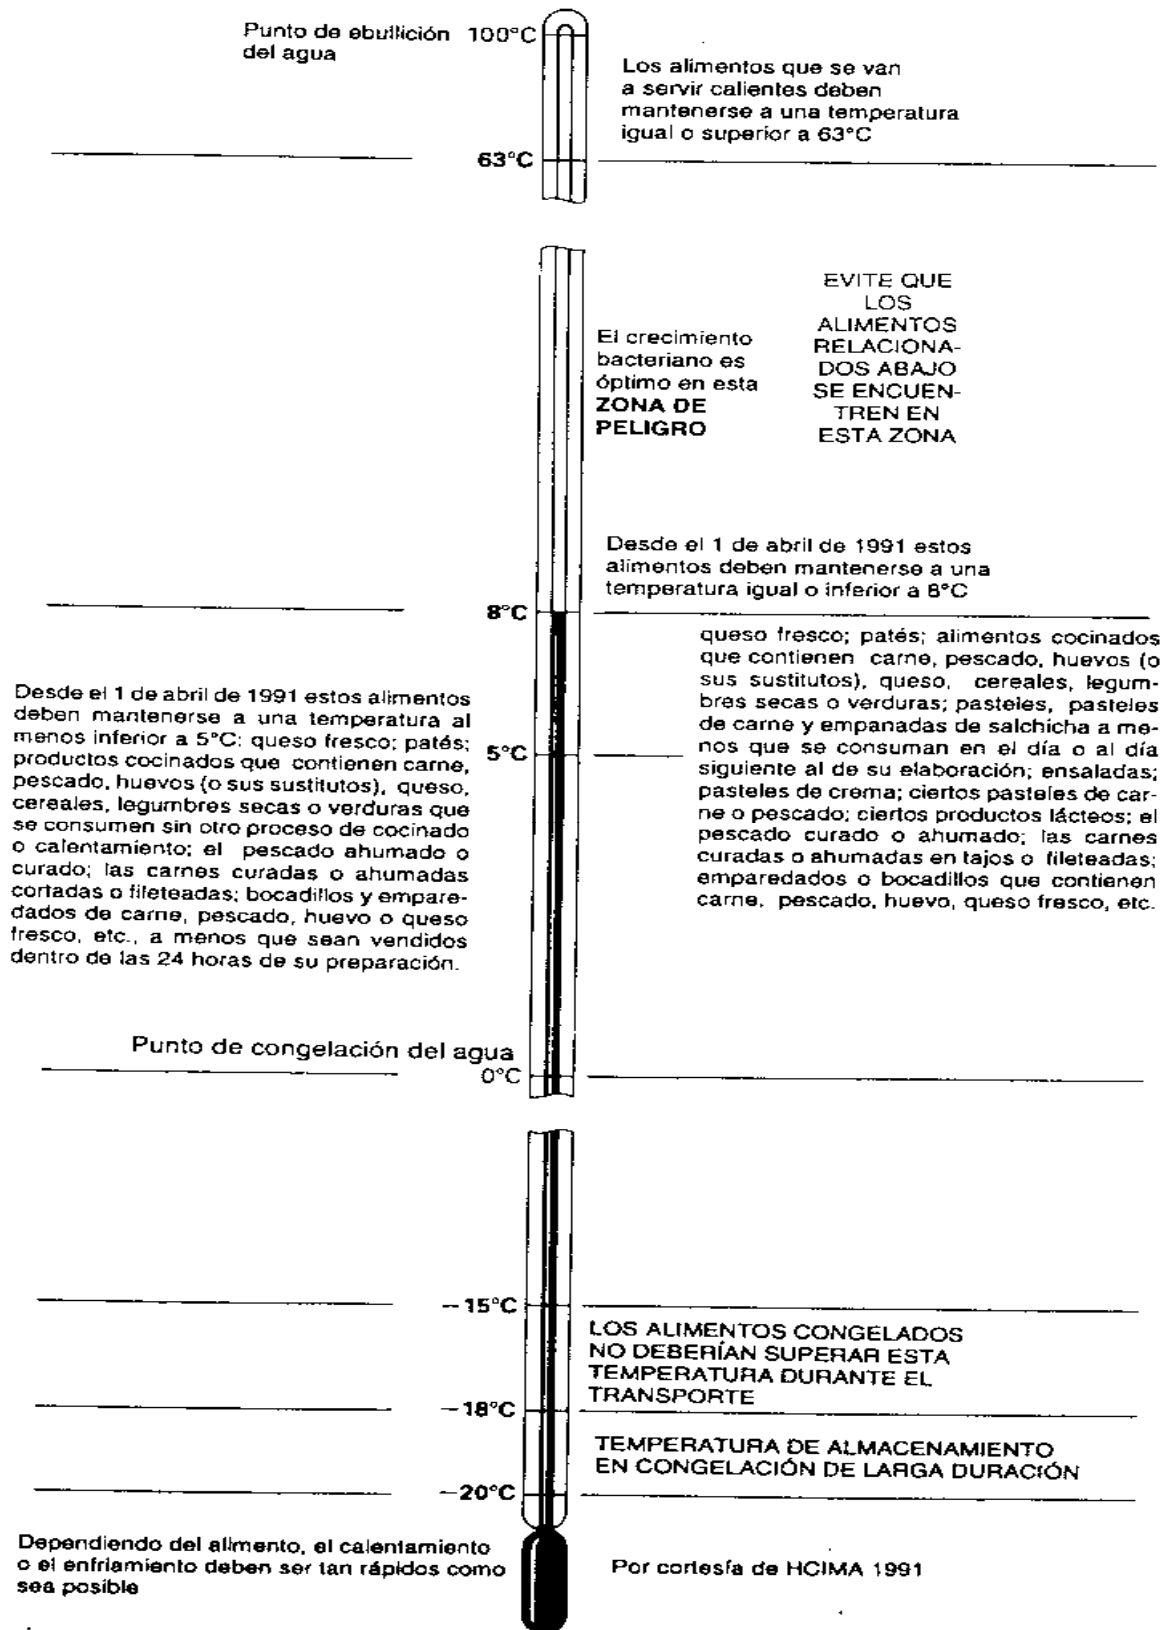 Punto de ebullición 100°C
del agua
Los alimentos que se van
a servir calientes deben
mantenerse a una temperatura
igual o superior a 63°C
63°C
El crecimiento
bacteriano es
óptimo en esta
ZONA DE
PELIGRO
EVITE QUE
LOS
ALIMENTOS
RELACIONA-
DOS ABAJO
SE ENCUEN-
TREN EN
ESTA ZONA
Desde el 1 de abril de 1991 estos
alimentos deben mantenerse a una
temperatura igual o inferior a 8°C
8°C
queso fresco; patés; alimentos cocinados
que contienen carne, pescado, huevos (o
sus sustitutos), queso, cereales, legum-
bres secas o verduras; pasteles, pasteles
de carne y empanadas de salchicha a me-
nos que se consuman en el día o al día
siguiente al de su elaboración; ensaladas;
pasteles de crema; ciertos pasteles de car-
ne o pescado; ciertos productos lácteos; el
pescado curado o ahumado; las carnes
curadas o ahumadas en tajos o fileteadas;
emparedados o bocadillos que contienen
carne, pescado, huevo, queso fresco, etc.
Desde el 1 de abril de 1991 estos alimentos
deben mantenerse a una temperatura al
menos inferior a 5°C: queso fresco; patés;
productos cocinados que contienen carne,
pescado, huevos (o sus sustitutos), queso,
cereales, legumbres secas o verduras que
se consumen sin otro proceso de cocinado
o calentamiento; el pescado ahumado o
curado; las carnes curadas o ahumadas
cortadas o fileteadas; bocadillos y empare-
dados de carne, pescado, huevo o queso
fresco, etc., a menos que sean vendidos
dentro de las 24 horas de su preparación.
5°C
Punto de congelación del agua
0°C
–15°C
LOS ALIMENTOS CONGELADOS
NO DEBERÍAN SUPERAR ESTA
TEMPERATURA DURANTE EL
TRANSPORTE
–18°C
TEMPERATURA DE ALMACENAMIENTO
EN CONGELACIÓN DE LARGA DURACIÓN
–20°C
Dependiendo del alimento, el calentamiento
o el enfriamiento deben ser tan rápidos como
sea posible
Por cortesía de HCIMA 1991